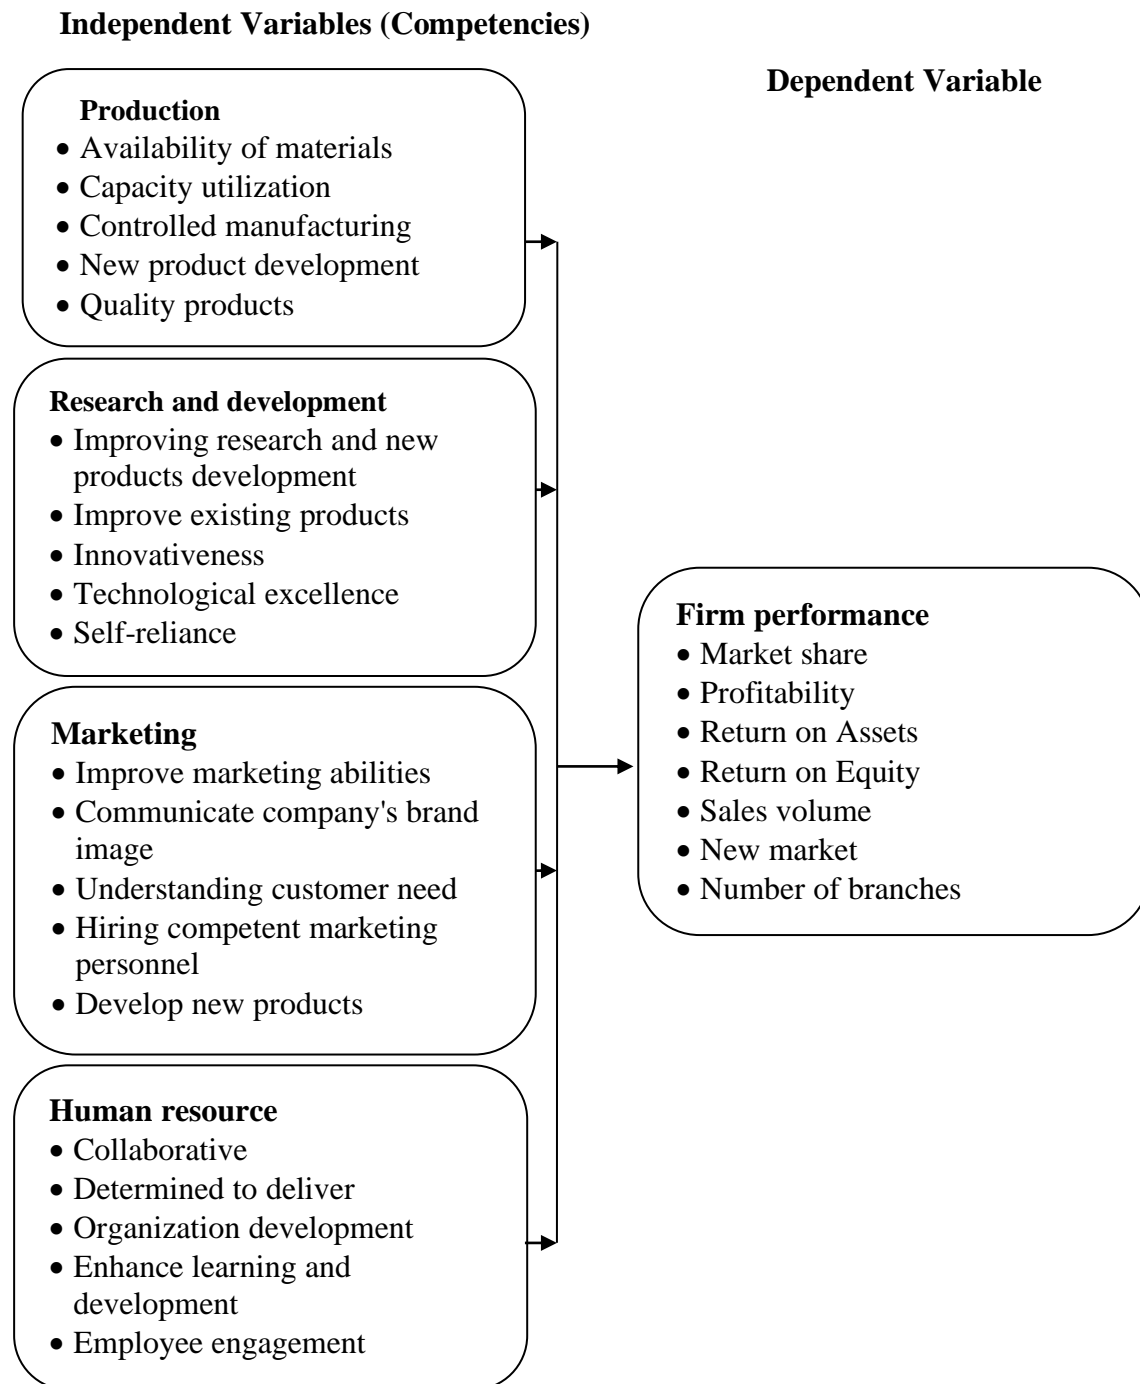 Independent Variables (Competencies)
Dependent Variable
Production
• Availability of materials
• Capacity utilization
• Controlled manufacturing
• New product development
• Quality products
Research and development
• Improving research and new
products development
• Improve existing products
• Innovativeness
• Technological excellence
• Self-reliance
Marketing
• Improve marketing abilities
• Communicate company's brand
image
• Understanding customer need
• Hiring competent marketing
personnel
• Develop new products
Human resource
• Collaborative
• Determined to deliver
• Organization development
• Enhance learning and
development
• Employee engagement
Firm performance
• Market share
• Profitability
• Return on Assets
• Return on Equity
• Sales volume
• New market
• Number of branches